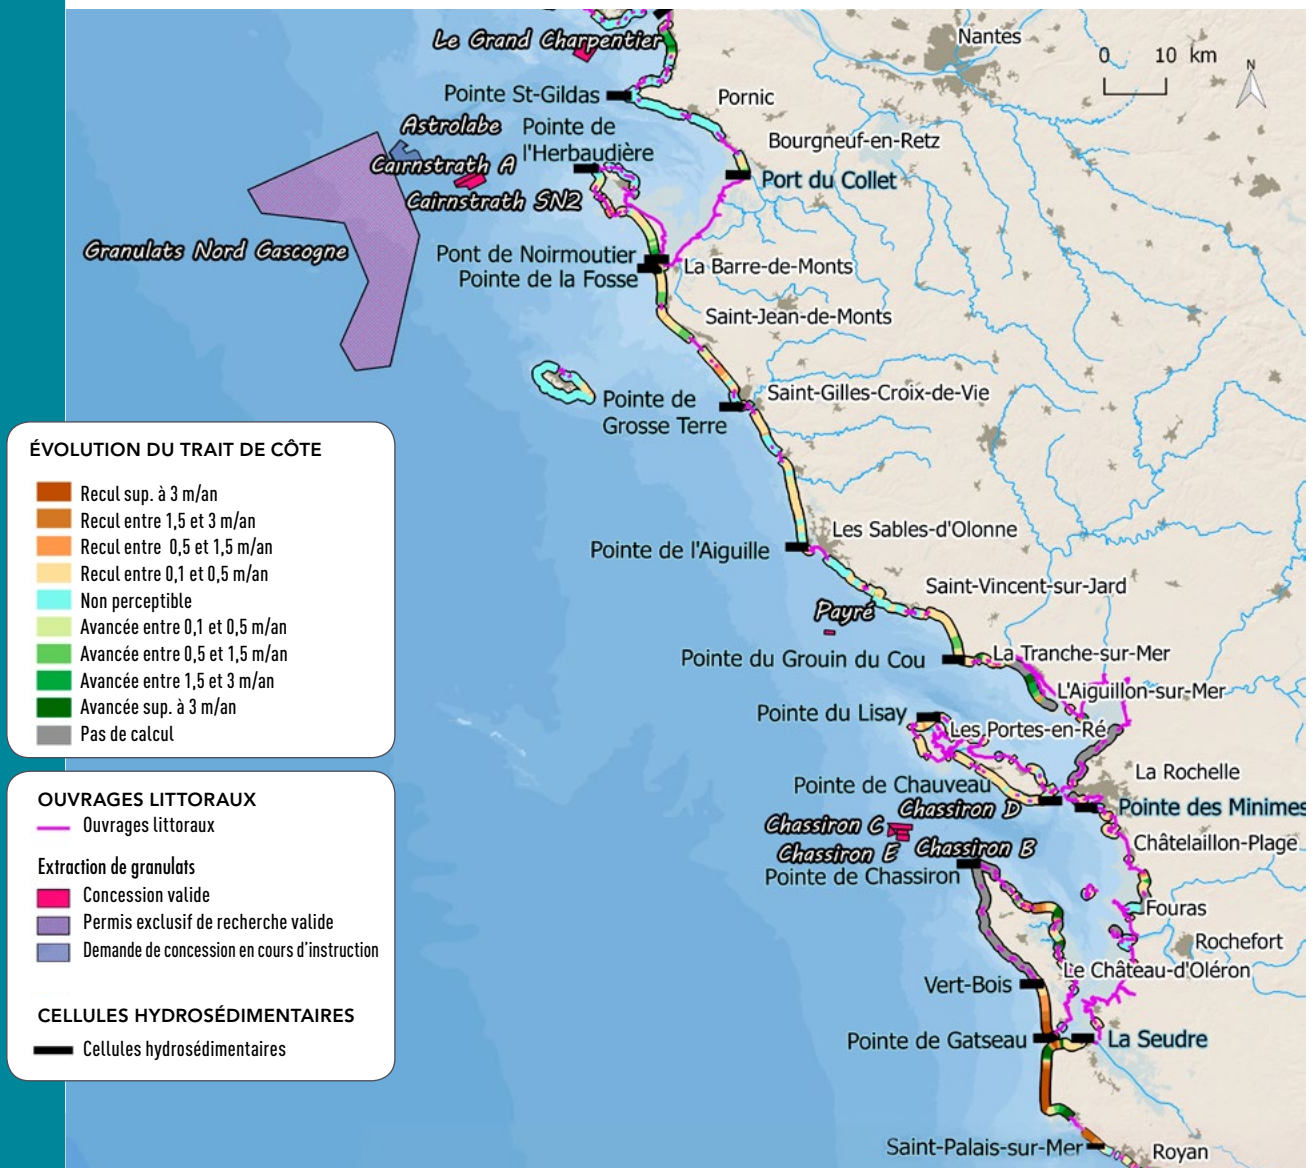 Le Grand Charpentier
Nantes
0 10 km
N
Pointe St-Gildas
Pornic
Astrolabe
Pointe de
l'Herbaudière
Bourgneuf-en-Retz
Cairnstrath A
Port du Collet
Cairnstrath SN2
Granulats Nord Gascogne
Pont de Noirmoutier
La Barre-de-Monts
Pointe de la Fosse
Saint-Jean-de-Monts
Saint-Gilles-Croix-de-Vie
Pointe de
Grosse Terre
Les Sables-d'Olonne
Pointe de l'Aiguille
Saint-Vincent-sur-Jard
Payré
La Tranche-sur-Mer
Pointe du Grouin du Cou
L'Aiguillon-sur-Mer
Pointe du Lisay
Les Portes-en-Ré
La Rochelle
Pointe de Chauveau
Chassiron D
Pointe des Minimes
Chassiron C
Châtelaillon-Plage
Chassiron E
Chassiron B
Pointe de Chassiron
Fouras
Rochefort
Le Château-d'Oléron
Vert-Bois
Pointe de Gatseau
La Seudre
Saint-Palais-sur-Mer
Royan
ÉVOLUTION DU TRAIT DE CÔTE
Recul sup. à 3 m/an
Recul entre 1,5 et 3 m/an
Recul entre 0,5 et 1,5 m/an
Recul entre 0,1 et 0,5 m/an
Non perceptible
Avancée entre 0,1 et 0,5 m/an
Avancée entre 0,5 et 1,5 m/an
Avancée entre 1,5 et 3 m/an
Avancée sup. à 3 m/an
Pas de calcul
OUVRAGES LITTORAUX
Ouvrages littoraux
Extraction de granulats
Concession valide
Permis exclusif de recherche valide
Demande de concession en cours d'instruction
CELLULES HYDROSÉDIMENTAIRES
Cellules hydrosédimentaires